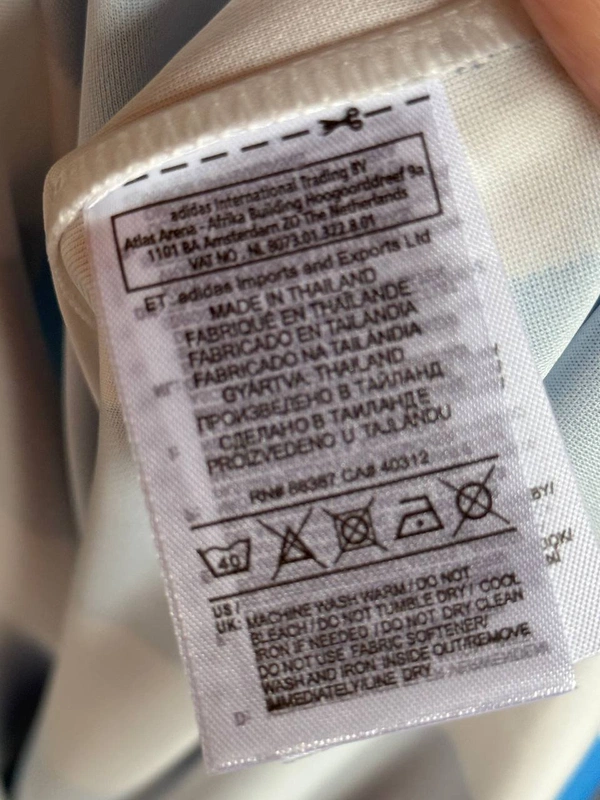 adidas International Trading BV
Atlas Arena - Afrika Building Hoogoorddreef 9a
1101 BA Amsterdam ZO The Netherlands
VAT NO. NL 8073.01.322.B.01
ET: adidas Imports and Exports Ltd
MADE IN THAILAND
FABRIQUÉ EN THAÏLANDE
FABRICADO EN TAILANDIA
FABRICADO NA TAILÂNDIA
GYÁRTVA: THAILAND
ПРОИЗВЕДЕНО В ТАЙЛАНД
СДЕЛАНО В ТАИЛАНДЕ
PROIZVEDENO U TAJLANDU
RN# 88387 CA# 40312
40
US /
UK: MACHINE WASH WARM / DO NOT
BLEACH / DO NOT TUMBLE DRY / COOL
IRON IF NEEDED / DO NOT DRY CLEAN
DO NOT USE FABRIC SOFTENER/
WASH AND IRON INSIDE OUT/REMOVE
IMMEDIATELY/LINE DRY
D:
BY/